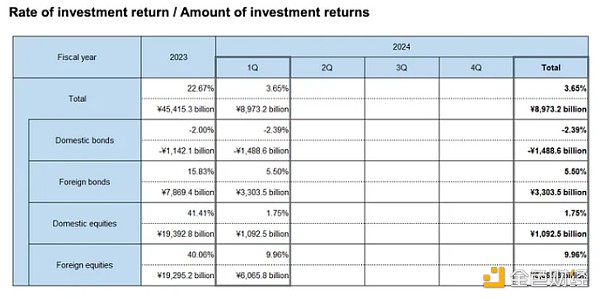 Rate of investment return / Amount of investment returns
Fiscal year 2023 2024
1Q 2Q 3Q 4Q Total
Total 22.67% 3.65% 3.65%
¥45,415.3 billion ¥8,973.2 billion ¥8,973.2 billion
Domestic bonds -2.00% -2.39% -2.39%
-¥1,142.1 billion -¥1,488.6 billion -¥1,488.6 billion
Foreign bonds 15.83% 5.50% 5.50%
¥7,869.4 billion ¥3,303.5 billion ¥3,303.5 billion
Domestic equities 41.41% 1.75% 1.75%
¥19,392.8 billion ¥1,092.5 billion ¥1,092.5 billion
Foreign equities 40.06% 9.96% 9.96%
¥19,295.2 billion ¥6,065.8 billion
金色财经